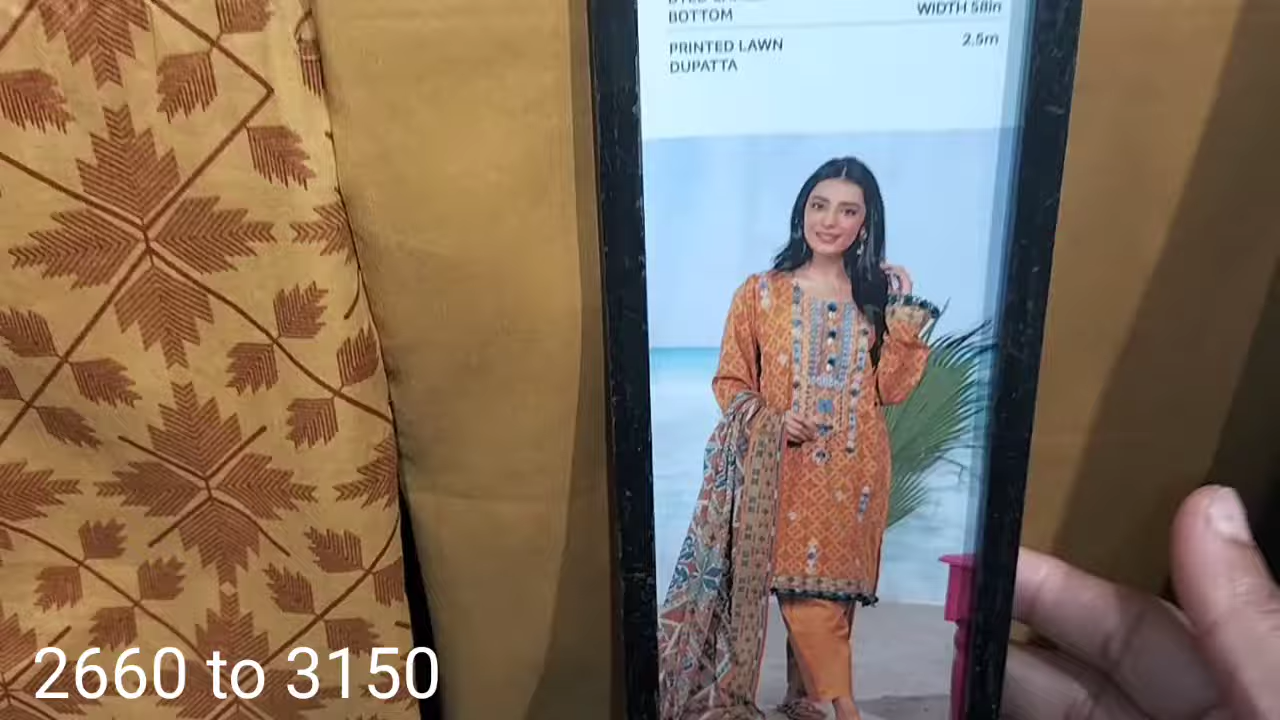 BOTTOM
WIDTH 58in
PRINTED LAWN
DUPATTA
2.5m
2660 to 3150